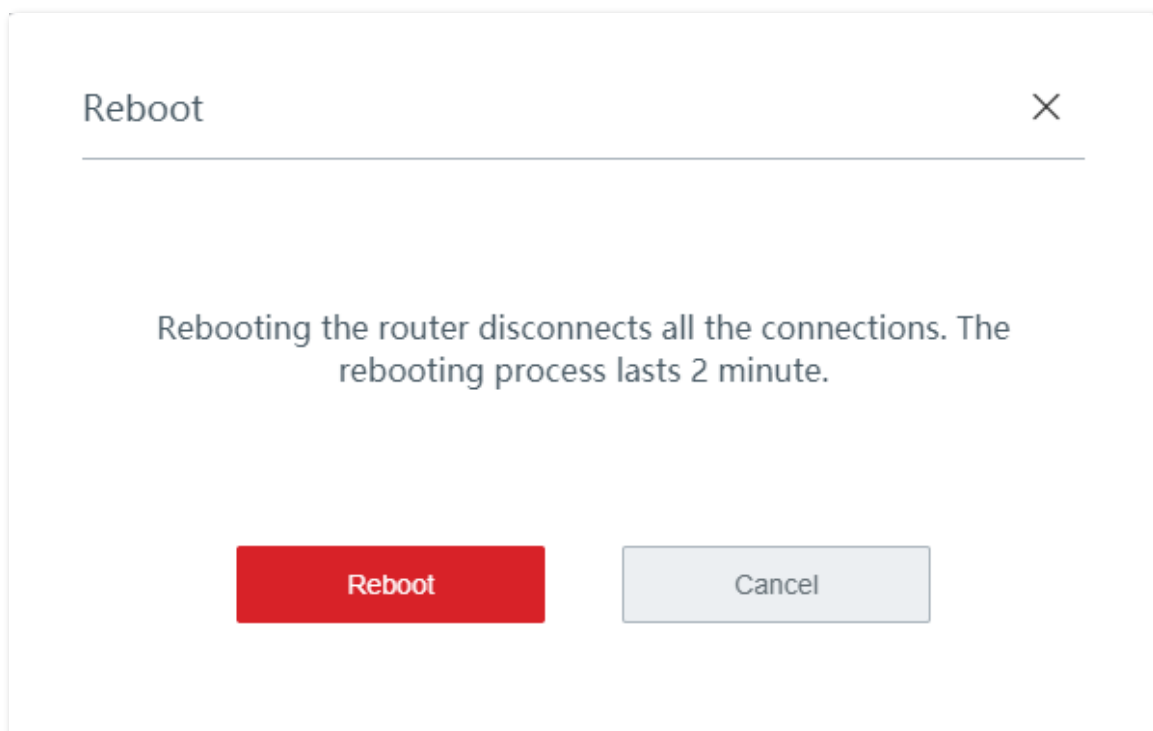 Reboot
Rebooting the router disconnects all the connections. The
rebooting process lasts 2 minute.
Reboot
Cancel